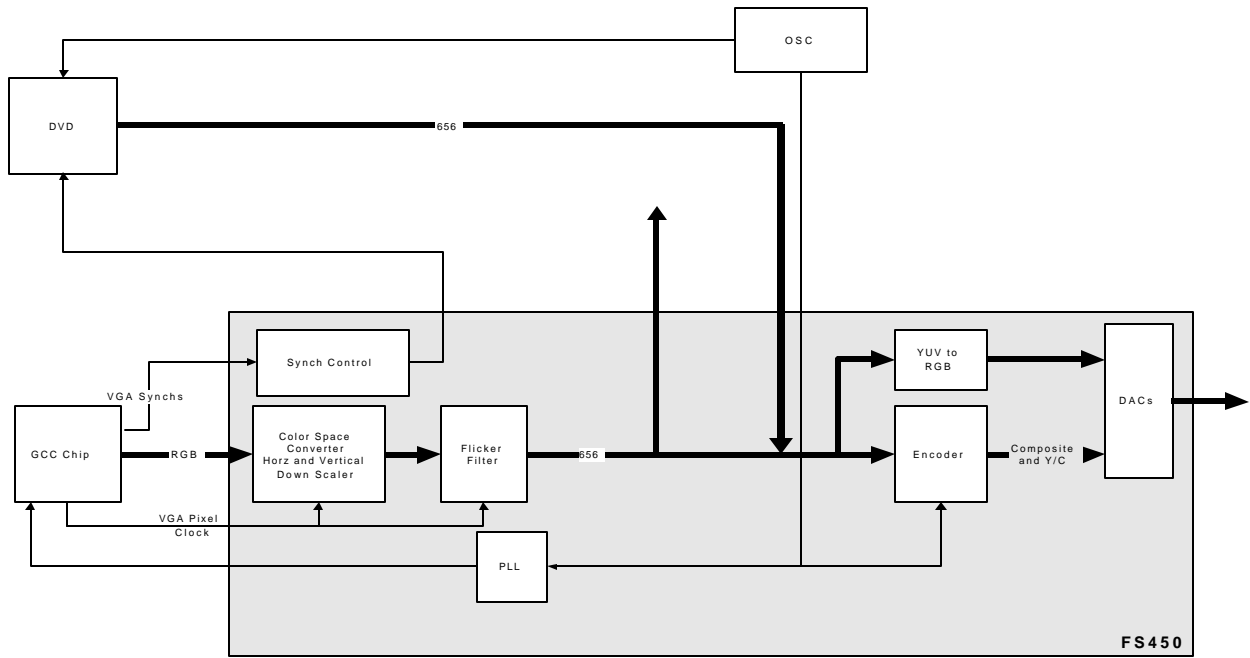 OSC
DVD
656
Synch Control
YUV to
RGB
VGA Synchs
DACs
GCC Chip
RGB
Color Space
Converter
Horz and Vertical
Down Scaler
Flicker
Filter
656
Encoder
Composite
and Y/C
VGA Pixel
Clock
PLL
FS450